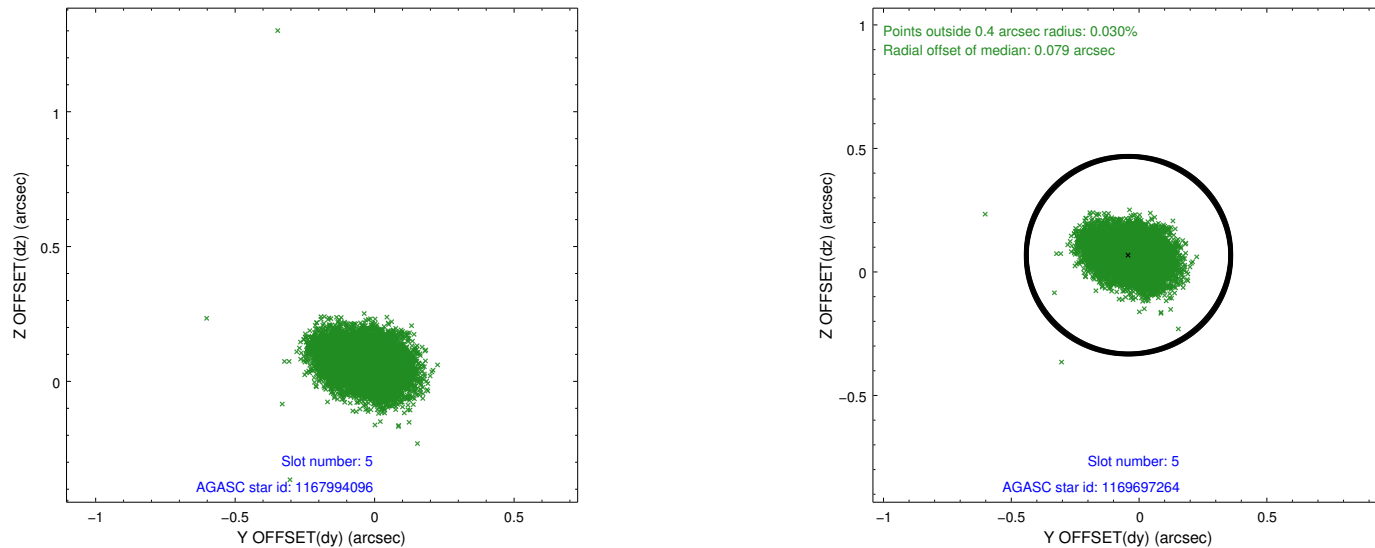 1
0.5
0
Z OFFSET(dz) (arcsec)
−1
−0.5
0
0.5
Y OFFSET(dy) (arcsec)
Slot number: 5
AGASC star id: 1167994096
Points outside 0.4 arcsec radius: 0.030%
Radial offset of median: 0.079 arcsec
1
0.5
0
−0.5
Z OFFSET(dz) (arcsec)
−1
−0.5
0
0.5
Y OFFSET(dy) (arcsec)
Slot number: 5
AGASC star id: 1169697264